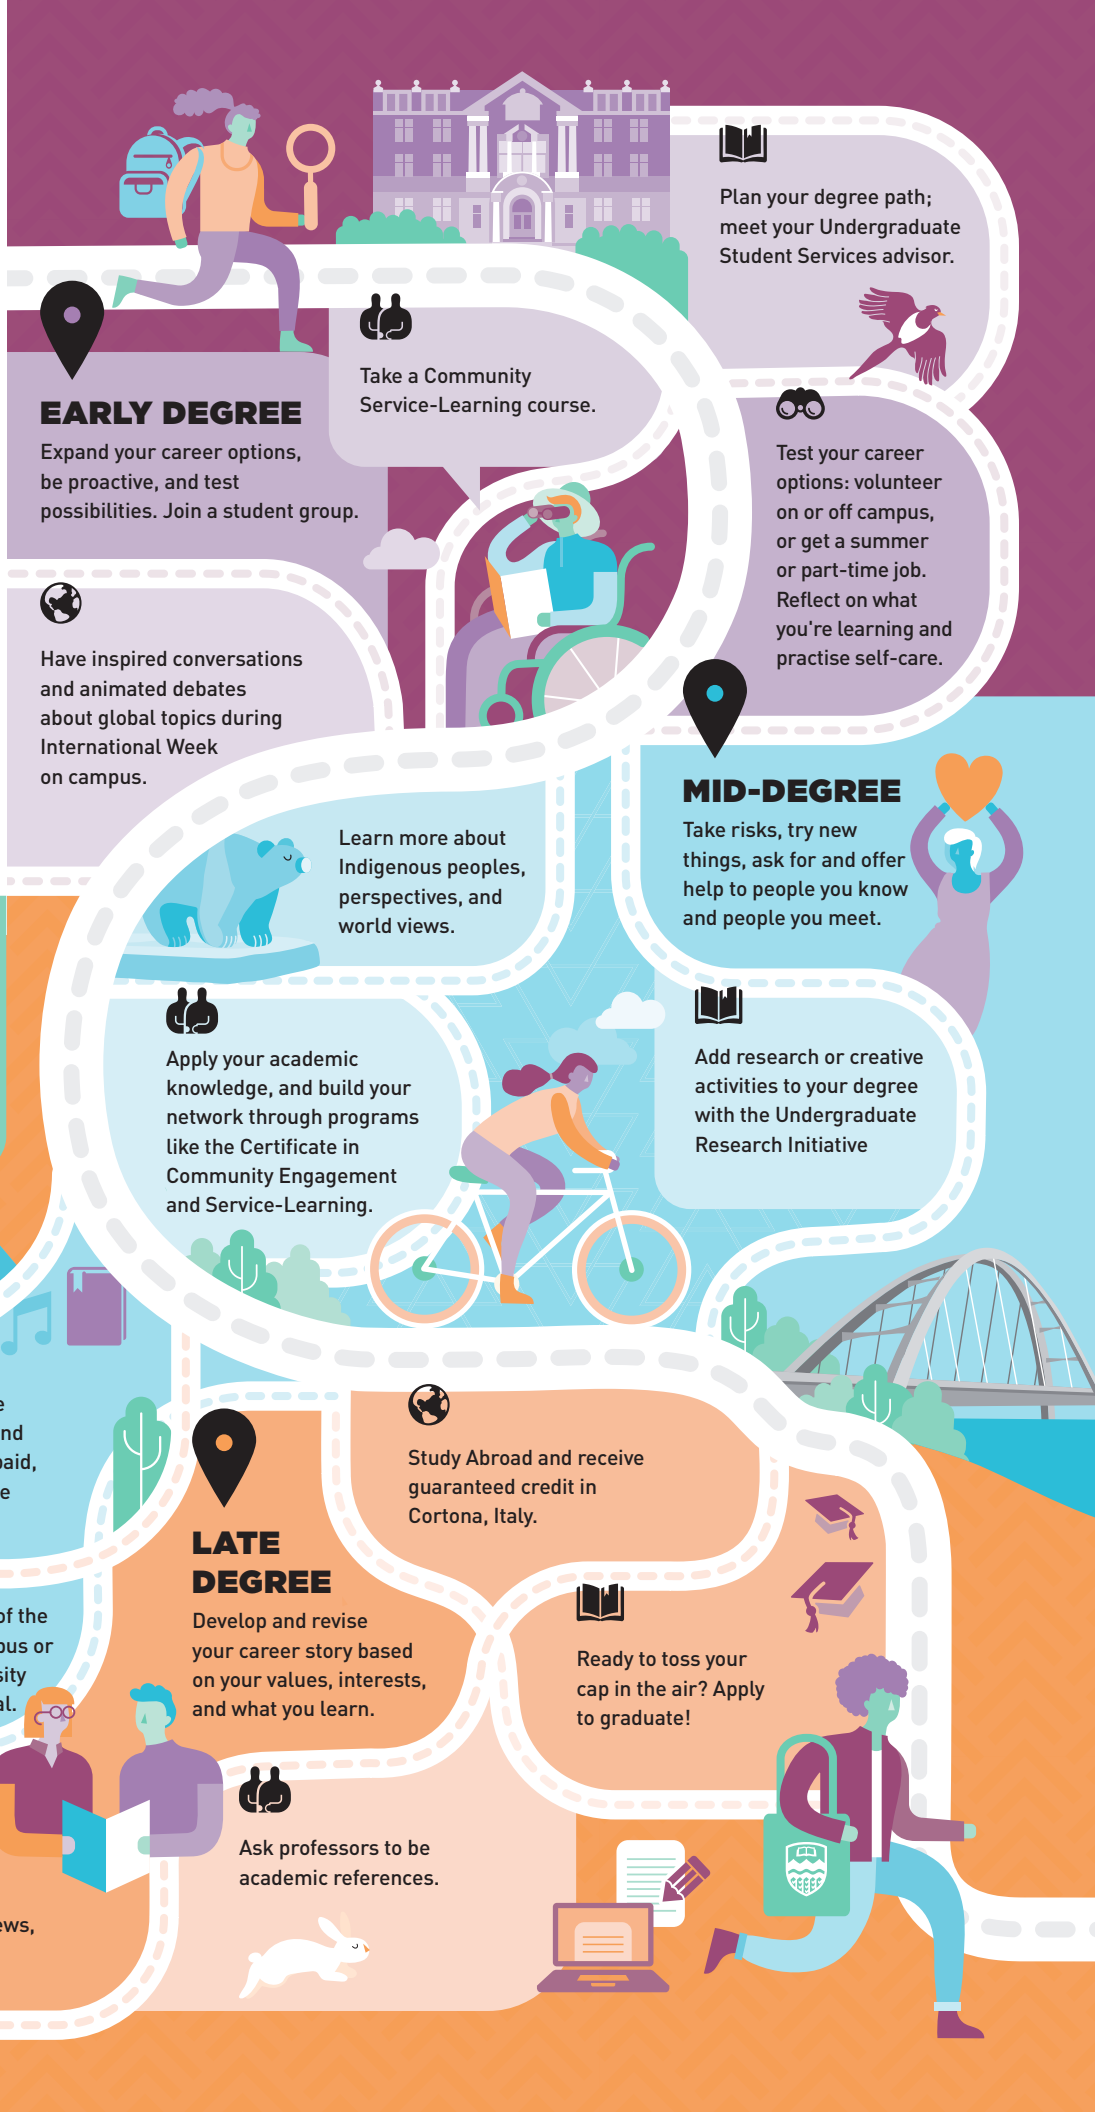 Plan your degree path;
meet your Undergraduate
Student Services advisor.
Take a Community
Service-Learning course.
EARLY DEGREE
Expand your career options,
be proactive, and test
possibilities. Join a student group.
Test your career
options: volunteer
on or off campus,
or get a summer
or part-time job.
Reflect on what
you're learning and
practise self-care.
Have inspired conversations
and animated debates
about global topics during
International Week
on campus.
MID-DEGREE
Take risks, try new
things, ask for and offer
help to people you know
and people you meet.
Learn more about
Indigenous peoples,
perspectives, and
world views.
Apply your academic
knowledge, and build your
network through programs
like the Certificate in
Community Engagement
and Service-Learning.
Add research or creative
activities to your degree
with the Undergraduate
Research Initiative
Study Abroad and receive
guaranteed credit in
Cortona, Italy.
LATE
DEGREE
Develop and revise
your career story based
on your values, interests,
and what you learn.
of the
or
Ready to toss your
cap in the air? Apply
to graduate!
Ask professors to be
academic references.